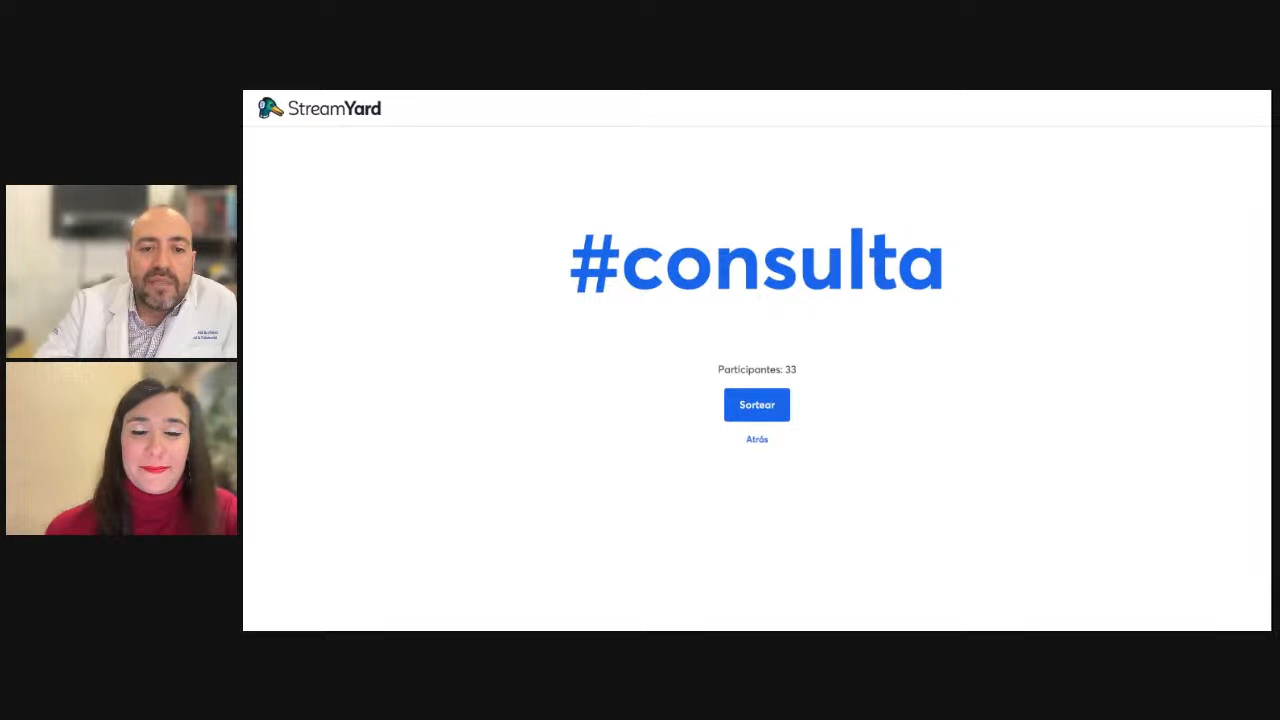 StreamYard
#consulta
Participantes: 33
Sortear
Atrás